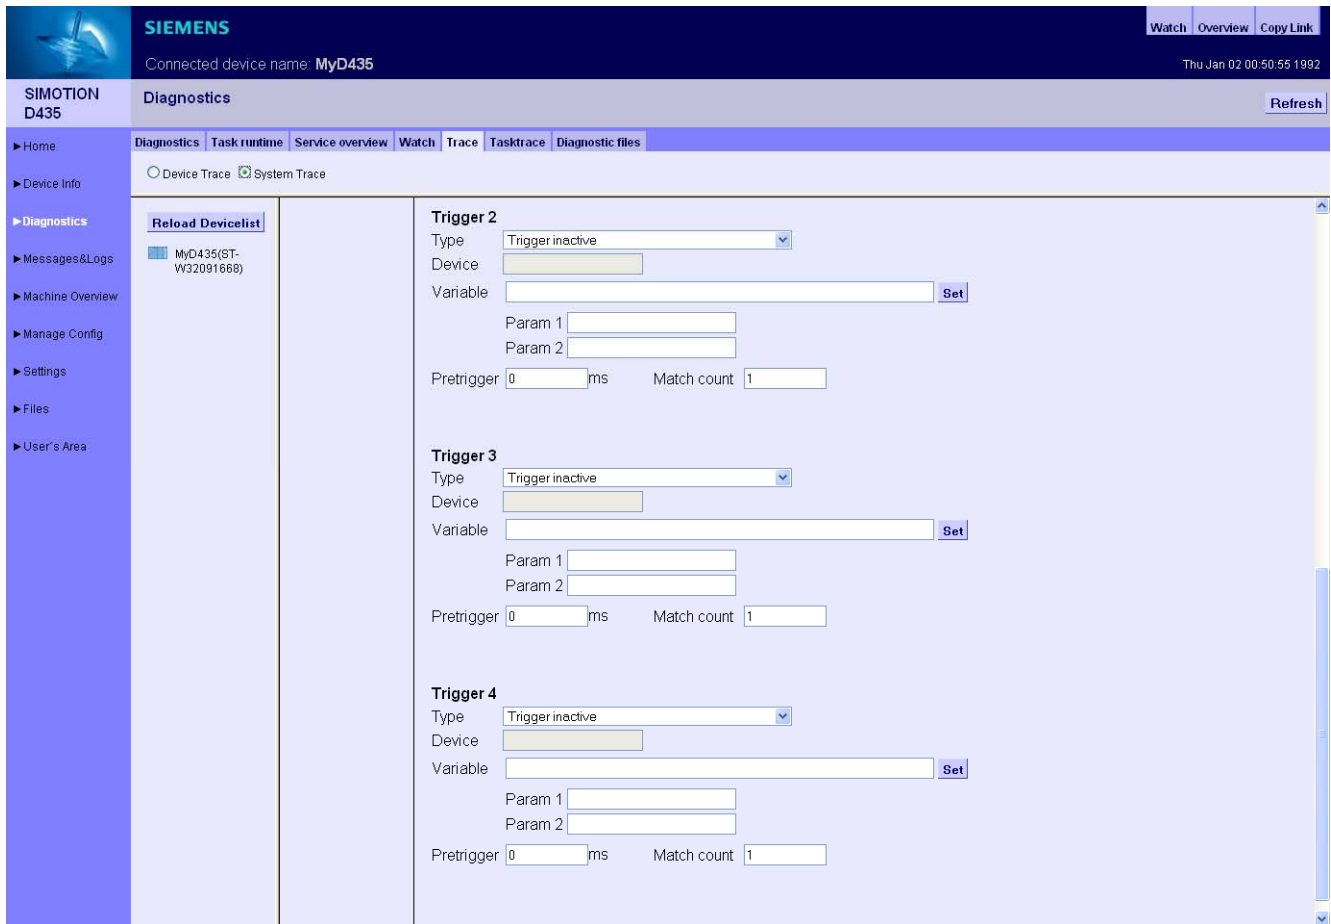 SIEMENS
Watch Overview Copy Link
Connected device name: MyD435
Thu Jan 02 00:50:55 1992
SIMOTION
D435
Diagnostics
Refresh
Diagnostics Task runtime Service overview Watch Trace Tasktrace Diagnostic files
Device Trace System Trace
Home
Device Info
Diagnostics
Messages&Logs
Machine Overview
Manage Config
Settings
Files
User´s Area
Reload Devicelist
MyD435(ST-
W32091668)
Trigger 2
Type Trigger inactive
Device
Variable Set
Param 1
Param 2
Pretrigger 0 ms Match count 1
Trigger 3
Type Trigger inactive
Device
Variable Set
Param 1
Param 2
Pretrigger 0 ms Match count 1
Trigger 4
Type Trigger inactive
Device
Variable Set
Param 1
Param 2
Pretrigger 0 ms Match count 1